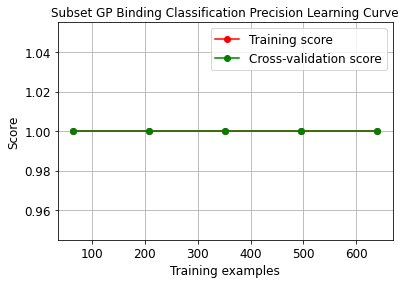 Subset GP Binding Classification Precision Learning Curve
Training score
Cross-validation score
1.04
1.02
1.00
0.98
0.96
Score
100 200 300 400 500 600
Training examples